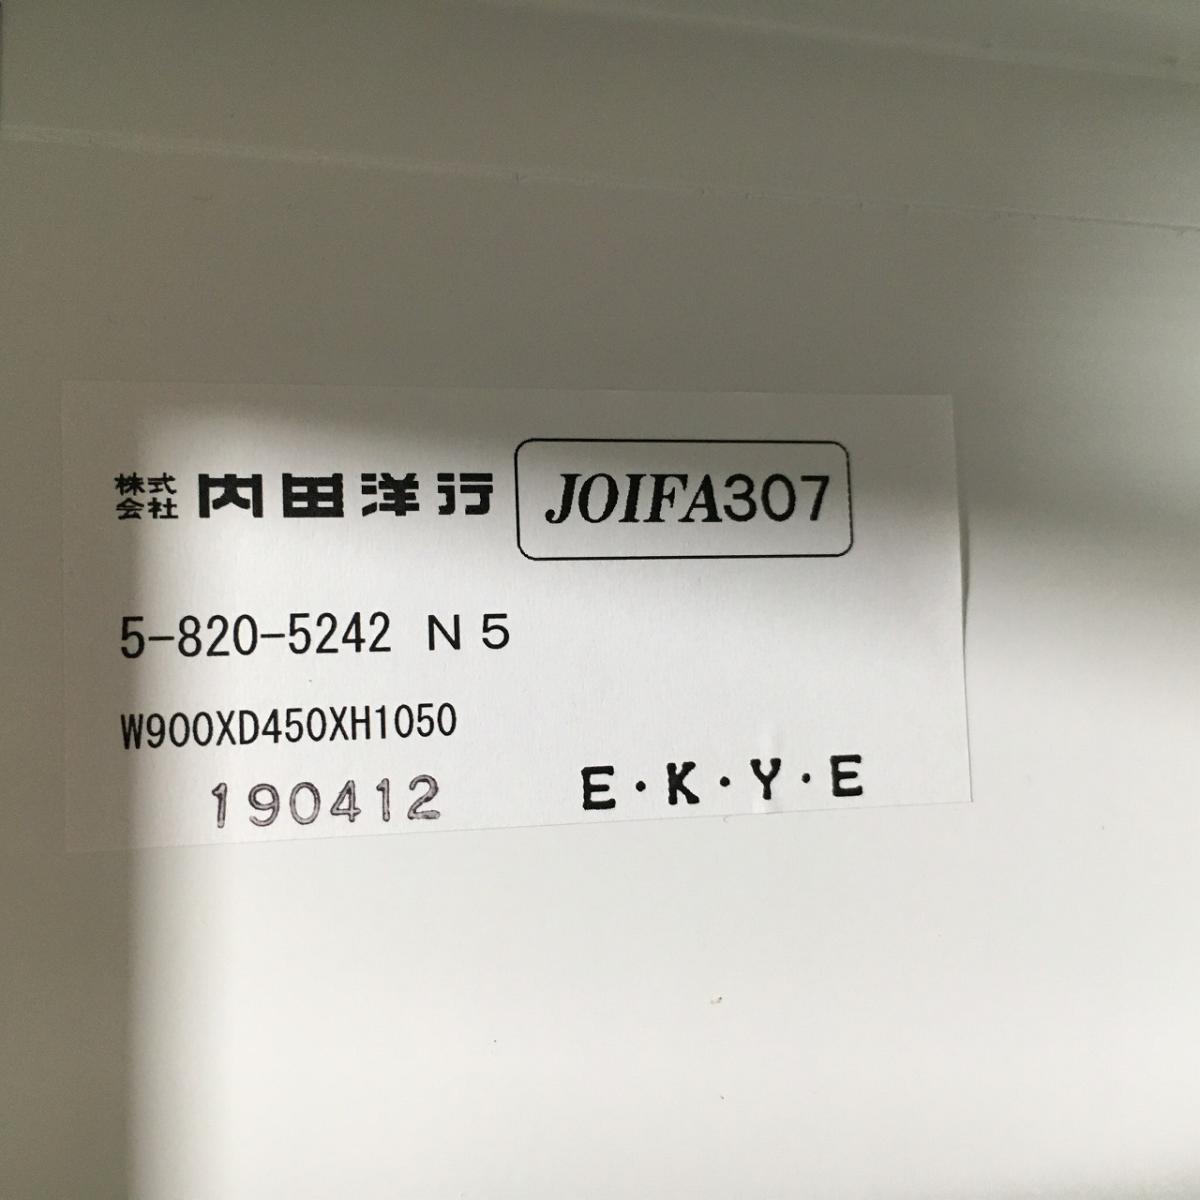 株式会社 内田洋行 JOIFA307
5-820-5242 N5
W900XD450XH1050
190412 E・K・Y・E